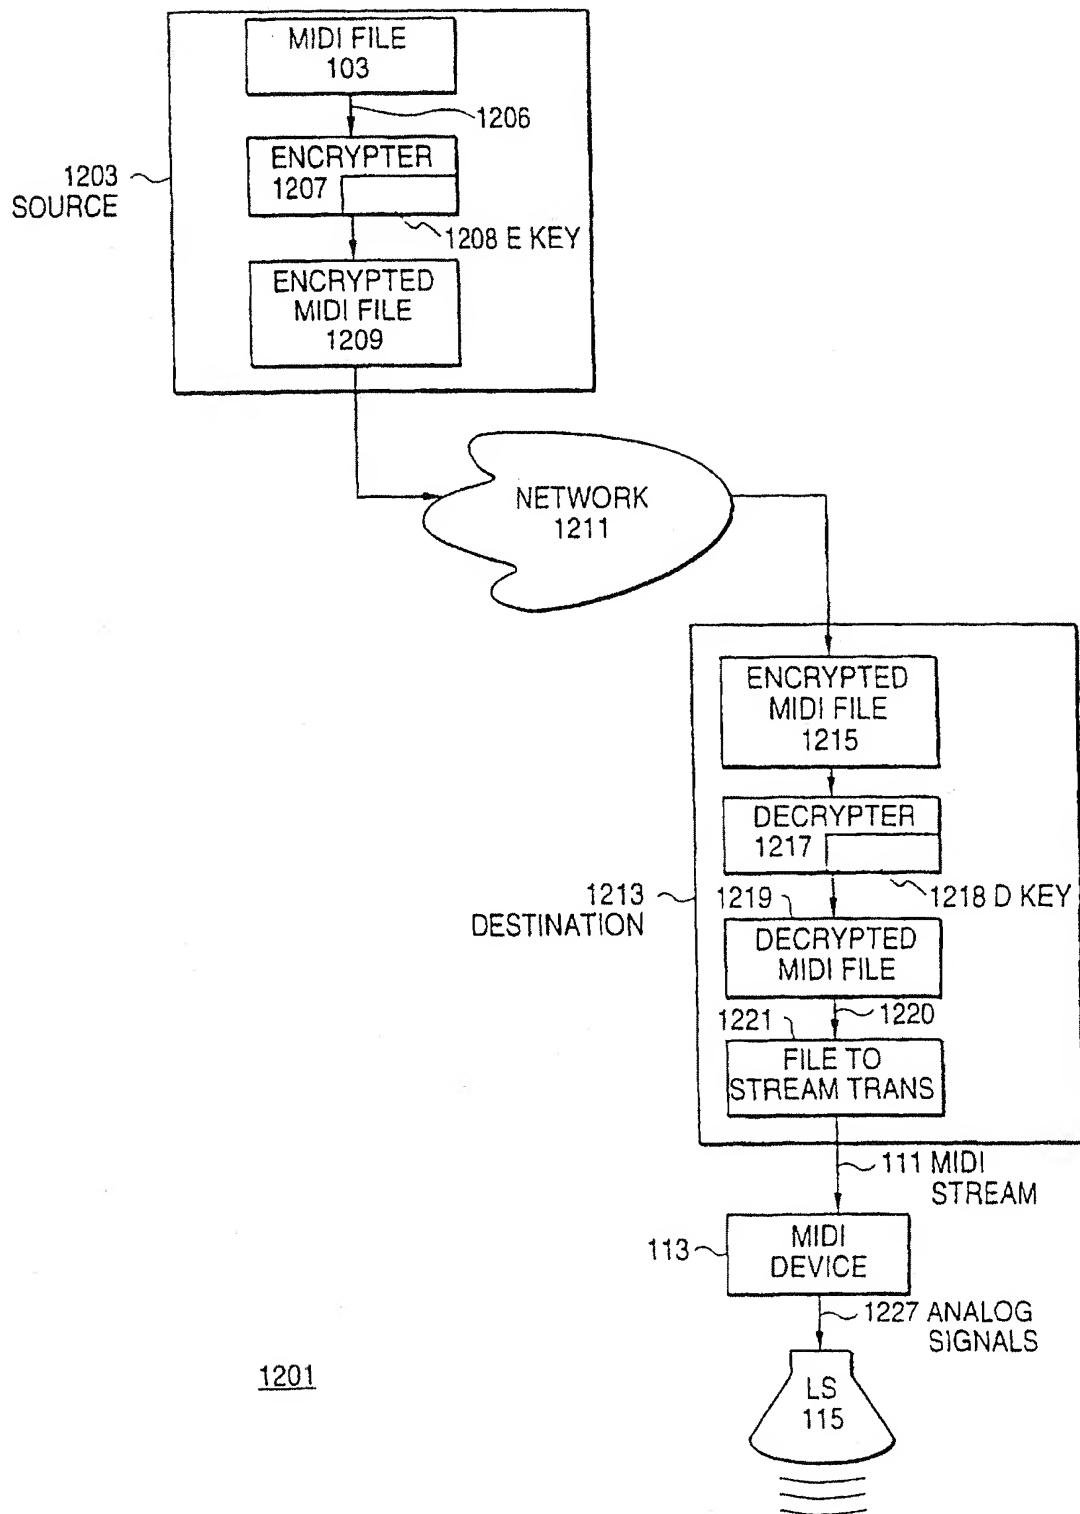 MIDI FILE
103
1206
ENCRYPTER
1207
1203
SOURCE
1208 E KEY
ENCRYPTED
MIDI FILE
1209
NETWORK
1211
ENCRYPTED
MIDI FILE
1215
DECRYPTER
1217
1218 D KEY
1213
DESTINATION
1219
DECRYPTED
MIDI FILE
1220
1221
FILE TO
STREAM TRANS
111 MIDI
STREAM
113
MIDI
DEVICE
1227 ANALOG
SIGNALS
LS
115
1201